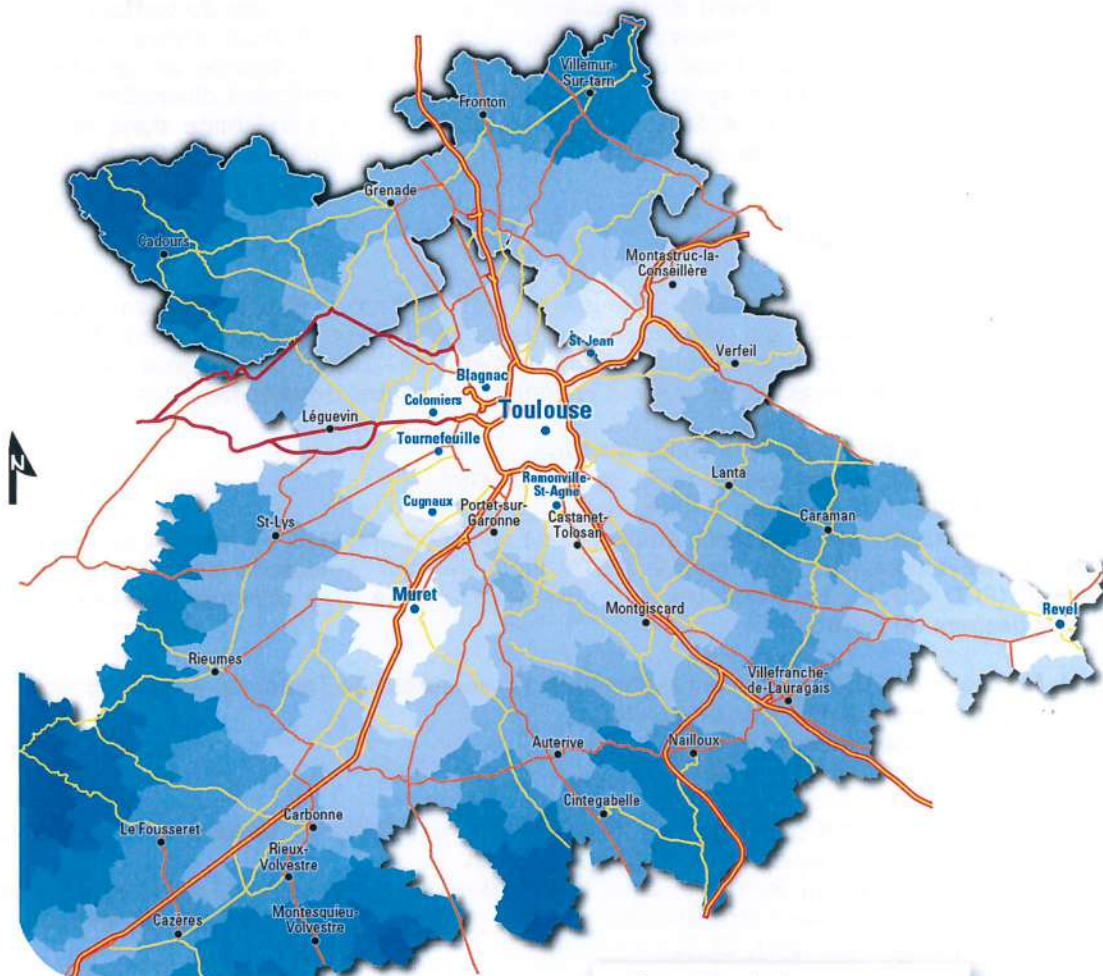 Villemur-
Sur-tarn
Fronton
Grenade
Cadours
Montastruc-la-
Conseillère
St-Jean
Verfeil
Blagnac
Colomiers
Toulouse
Léguevin
Tournefeuille
Lanta
Ramonville-
St-Agne
Cugnaux
Portet-sur-
Garonne
Castanet-
Tolosan
St-Lys
Caraman
N
Muret
Montgiscard
Revel
Rieumes
Villefranche-
de-Lauragais
Auterive
Nailloux
Cintegabelle
Le Fousseret
Carbonne
Rieux-
Volvestre
Cazères
Montesquieu-
Volvestre